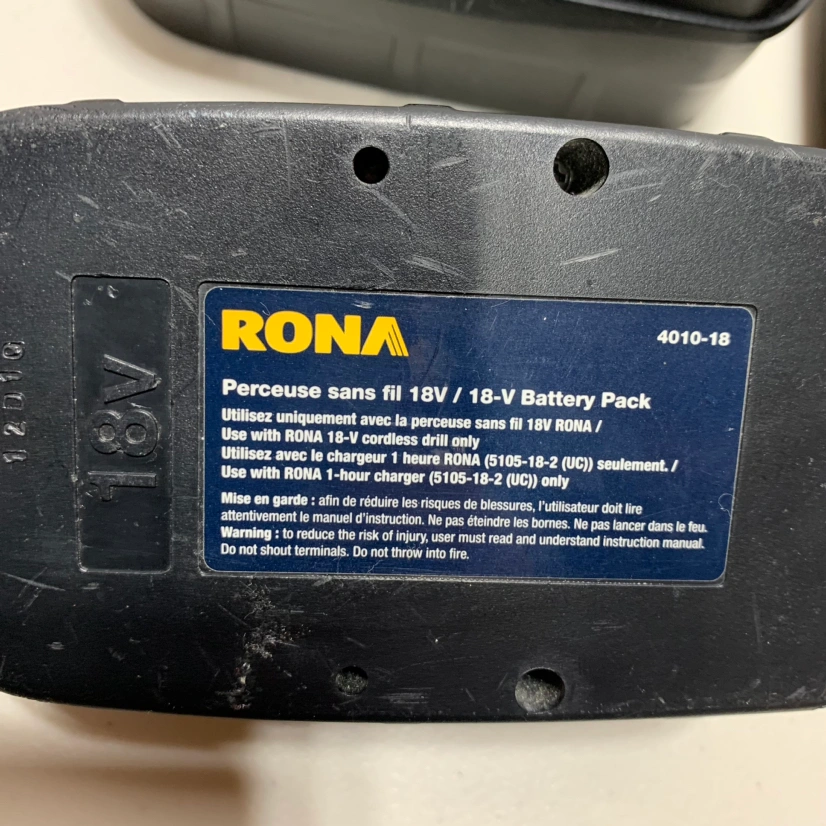 RONA
4010-18
Perceuse sans fil 18V / 18-V Battery Pack
Utilisez uniquement avec la perceuse sans fil 18V RONA /
Use with RONA 18-V cordless drill only
Utilisez avec le chargeur 1 heure RONA (5105-18-2 (UC)) seulement. /
Use with RONA 1-hour charger (5105-18-2 (UC)) only
Mise en garde : afin de réduire les risques de blessures, l'utilisateur doit lire
attentivement le manuel d'instruction. Ne pas éteindre les bornes. Ne pas lancer dans le feu.
Warning : to reduce the risk of injury, user must read and understand instruction manual.
Do not shout terminals. Do not throw into fire.
18V